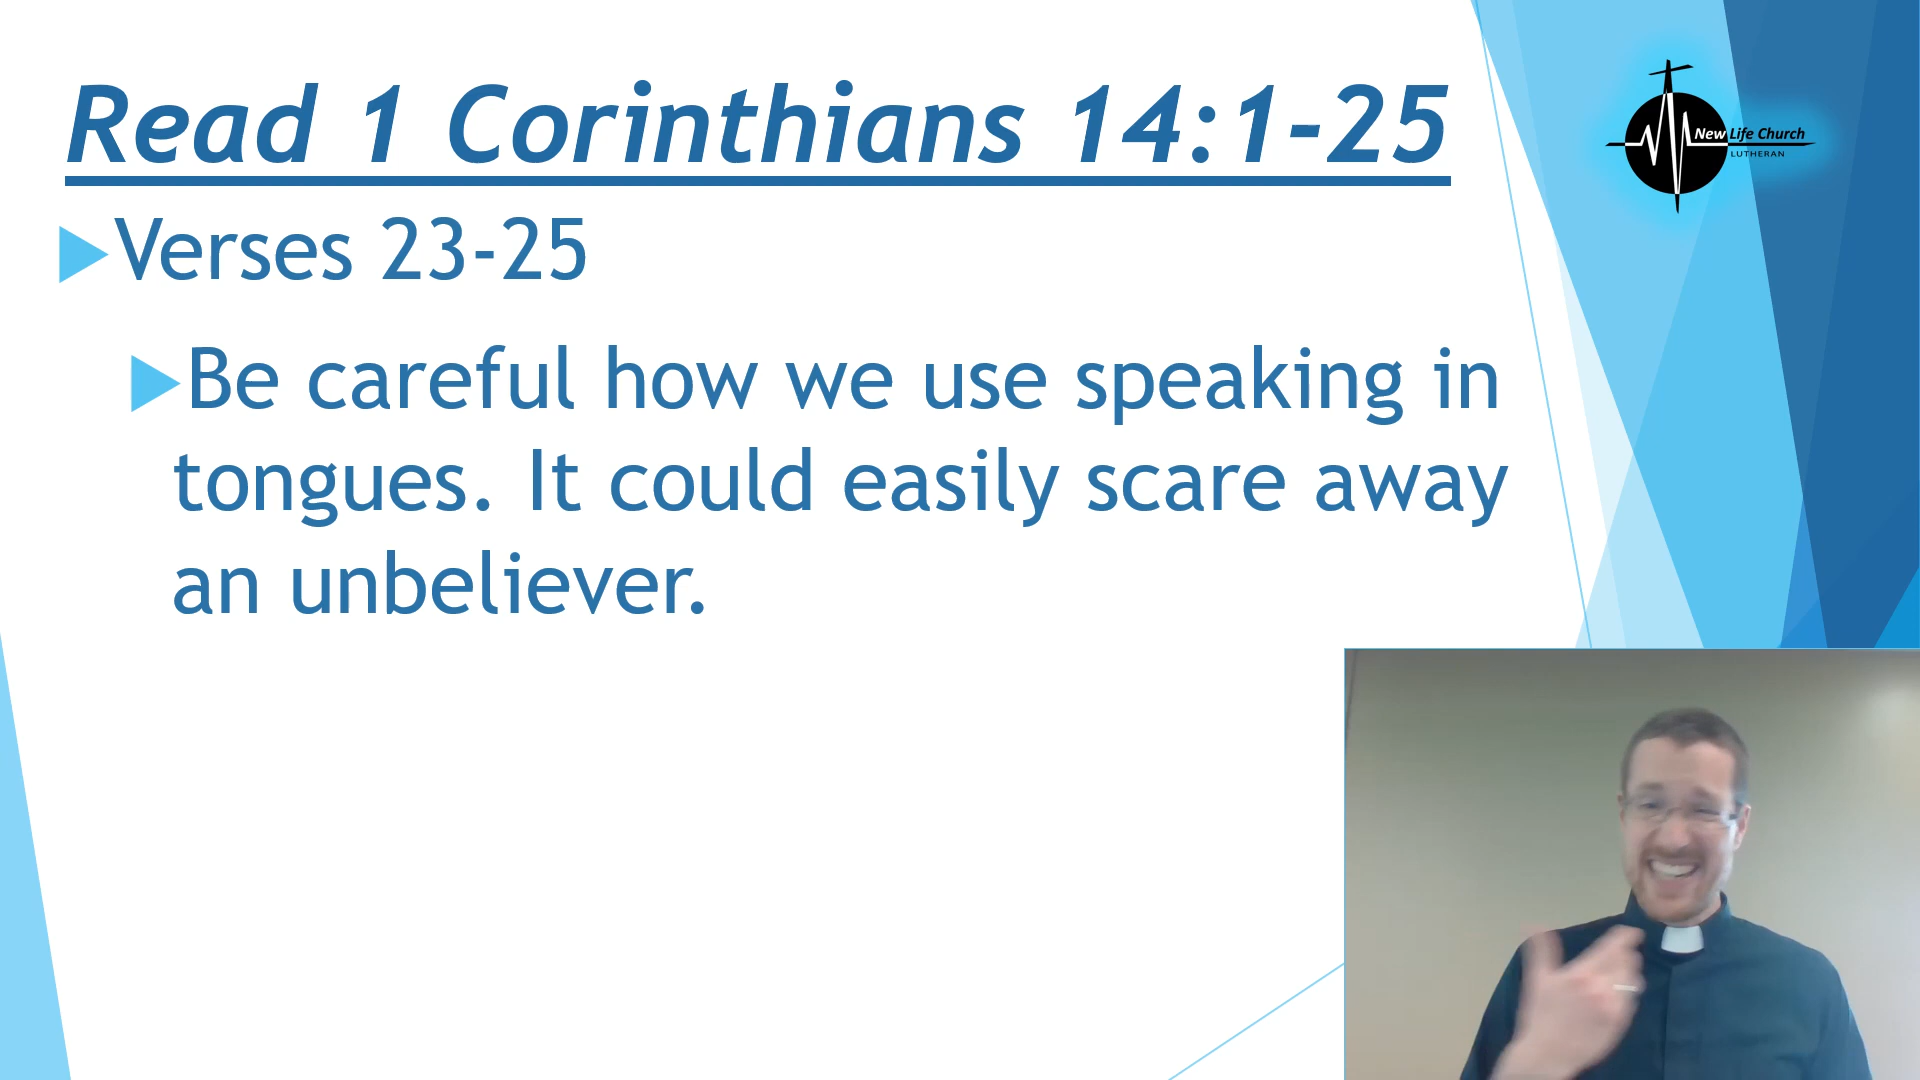 Read 1 Corinthians 14:1-25
New Life Church
LUTHERAN
Verses 23-25
Be careful how we use speaking in
tongues. It could easily scare away
an unbeliever.